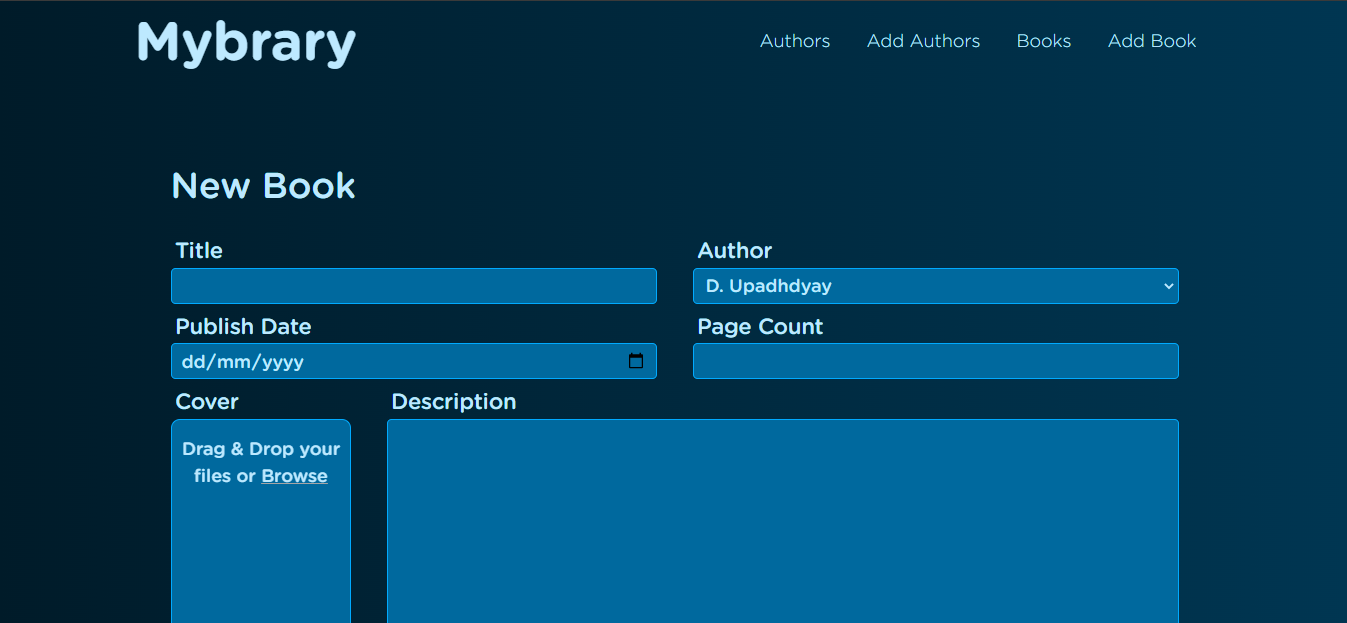 Mybrary
Authors Add Authors Books Add Book
New Book
Title
Author
D. Upadhdyay
Publish Date
Page Count
dd/mm/yyyy
Cover
Description
Drag & Drop your
files or Browse